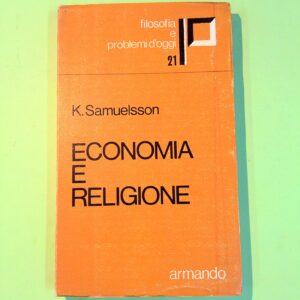 filosofia
e
problemi d'oggi
21
K. Samuelsson
ECONOMIA
E
RELIGIONE
armando